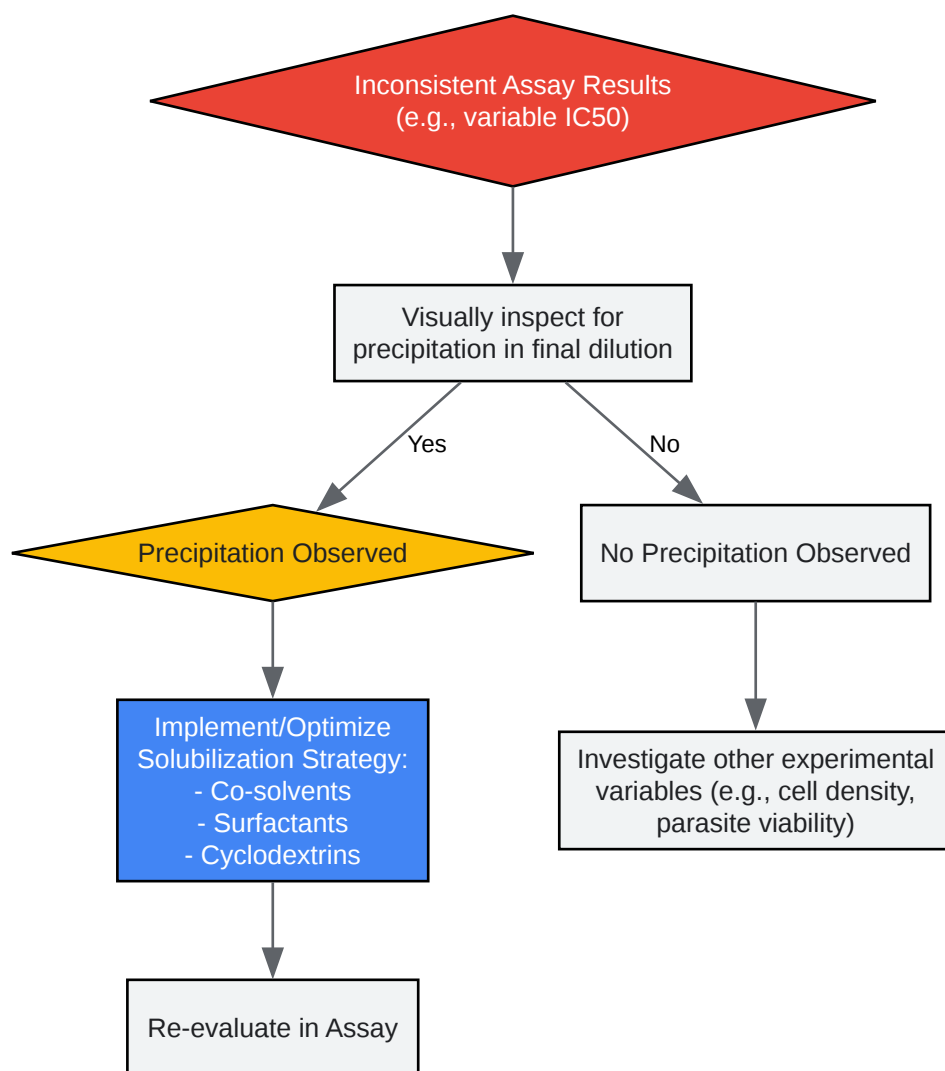 Inconsistent Assay Results
(e.g., variable IC50)
Visually inspect for
precipitation in final dilution
Yes
No
Precipitation Observed
No Precipitation Observed
Implement/Optimize
Solubilization Strategy:
- Co-solvents
- Surfactants
- Cyclodextrins
Investigate other experimental
variables (e.g., cell density,
parasite viability)
Re-evaluate in Assay